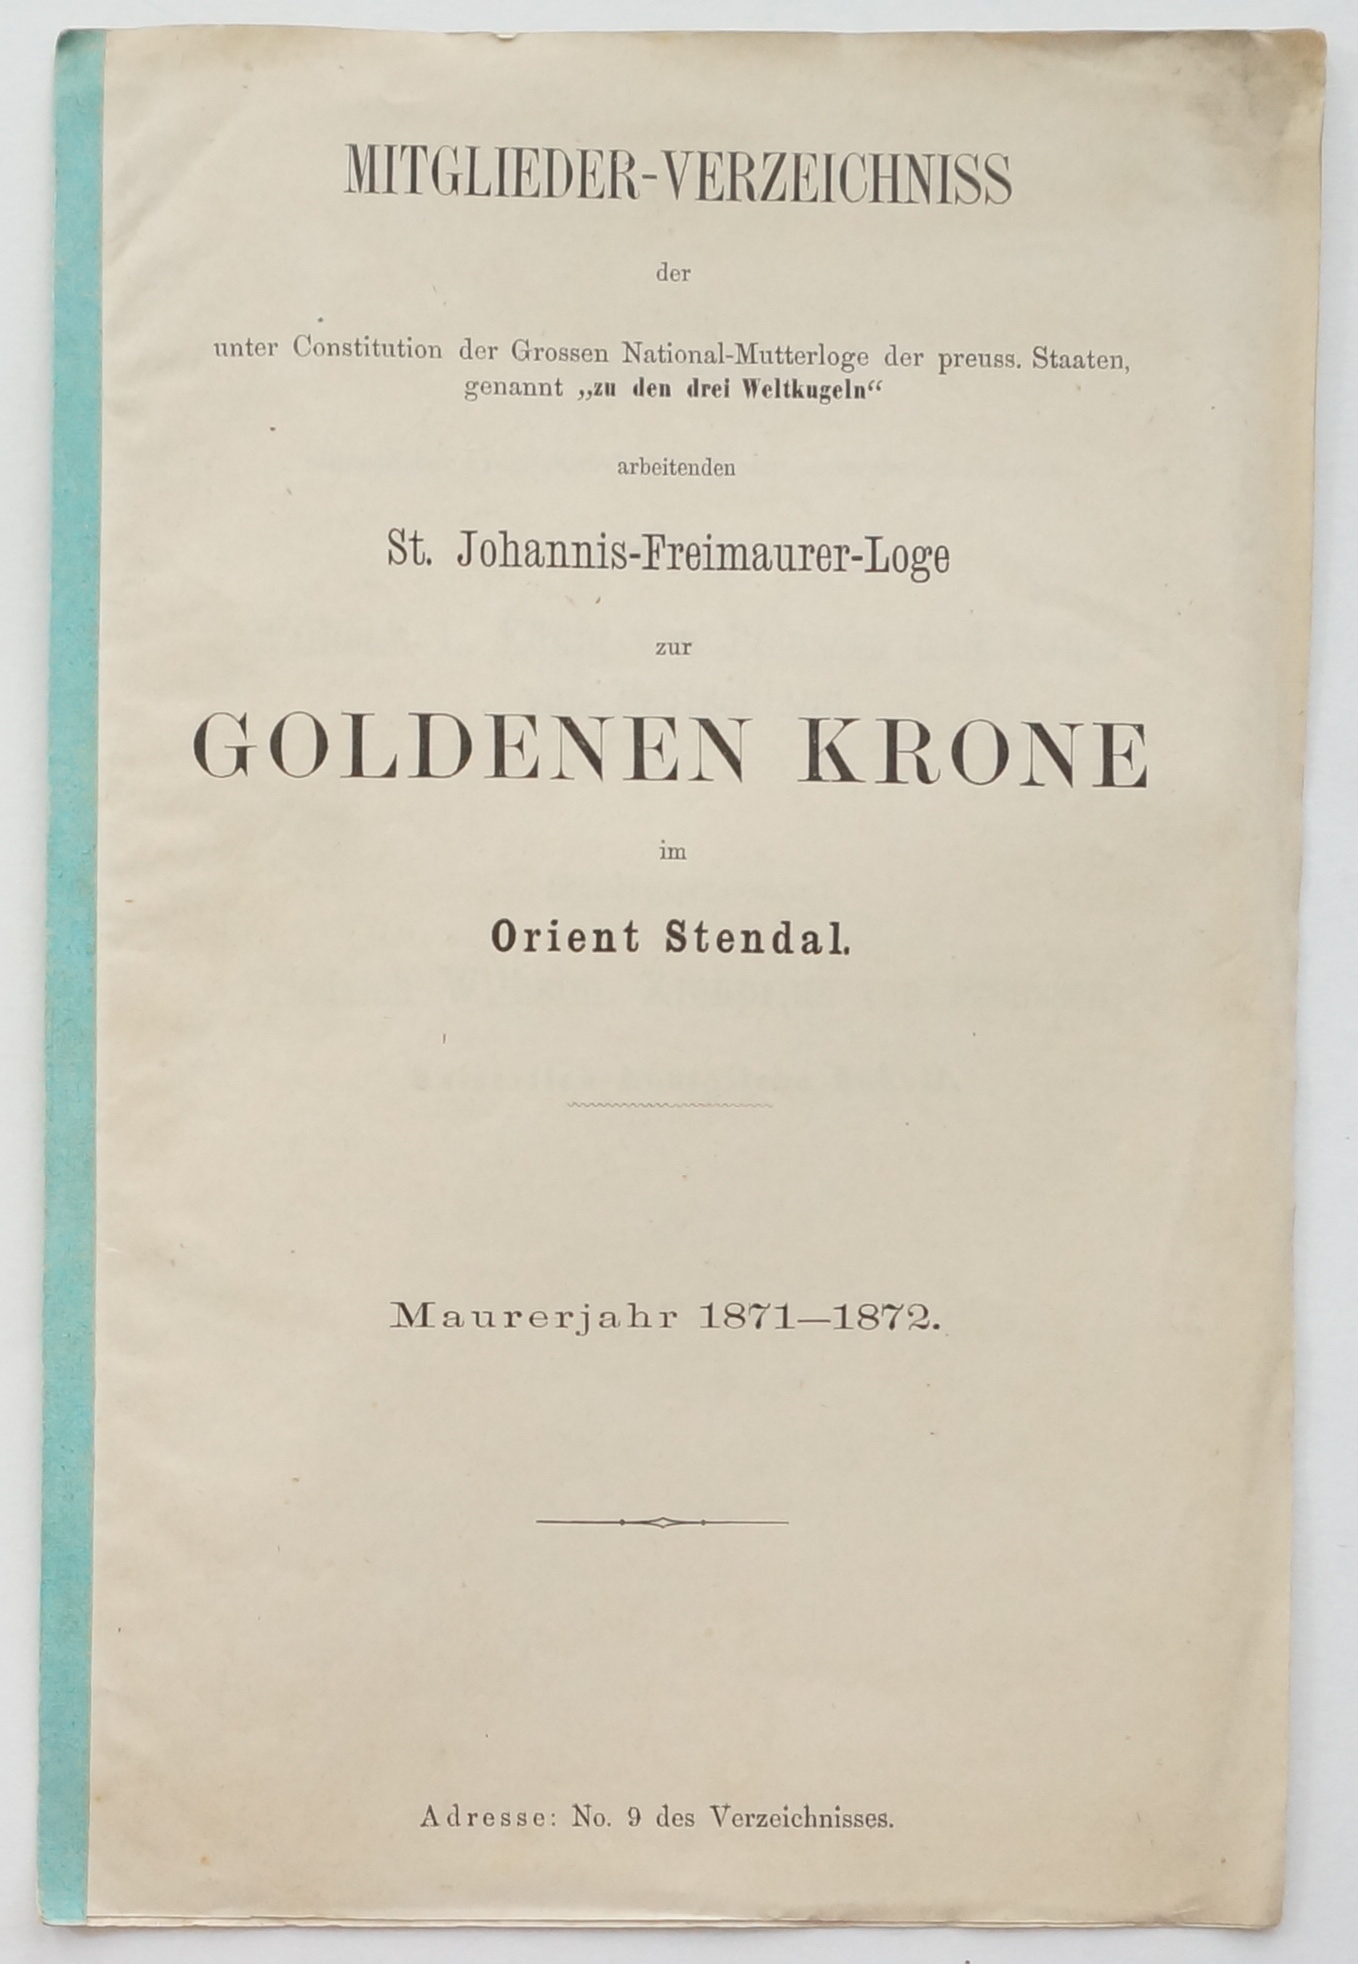 MITGLIEDER-VERZEICHNISS
der
unter Constitution der Grossen National-Mutterloge der preuss. Staaten,
genannt „zu den drei Weltkugeln“
arbeitenden
St. Johannis-Freimaurer-Loge
zur
GOLDENEN KRONE
im
Orient Stendal.
Maurerjahr 1871—1872.
Adresse: No. 9 des Verzeichnisses.